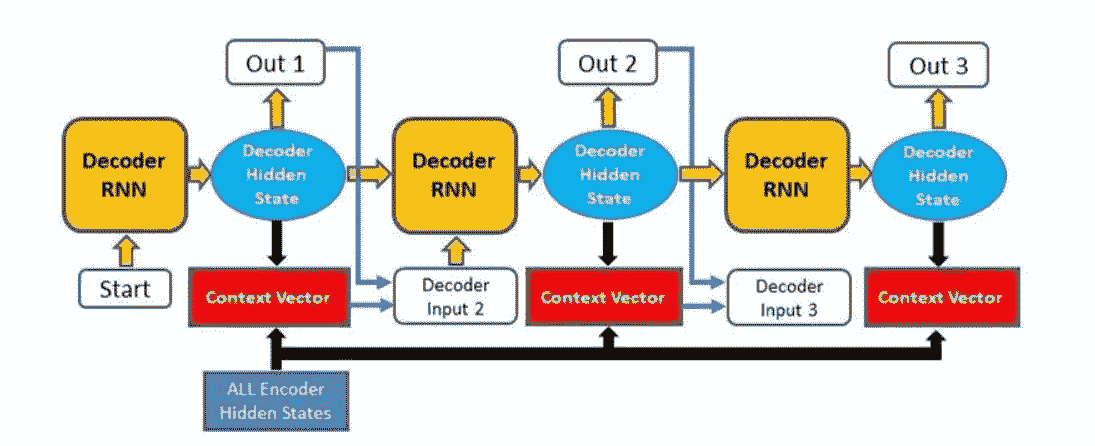 Out 1
Out 2
Out 3
Decoder
RNN
Decoder
Hidden
State
Decoder
RNN
Decoder
Hidden
State
Decoder
RNN
Decoder
Hidden
State
Start
Context Vector
Decoder
Input 2
Context Vector
Decoder
Input 3
Context Vector
ALL Encoder
Hidden States